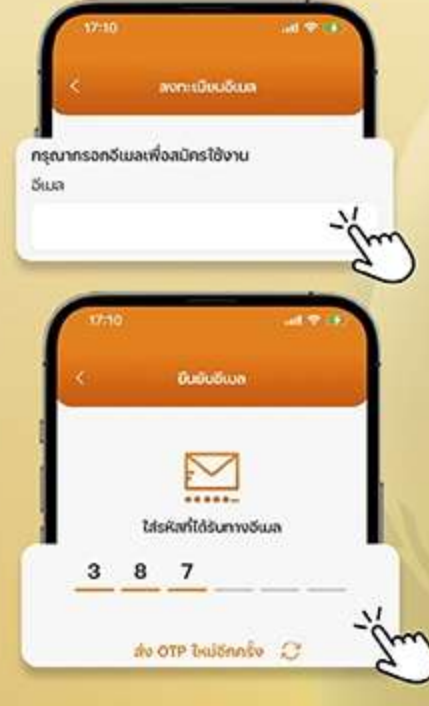 17:10
ลงทะเบียนอีเมล
กรุณากรอกอีเมลเพื่อสมัครใช้งาน
อีเมล
17:10
ยืนยันอีเมล
ใส่รหัสที่ได้รับทางอีเมล
3 8 7
ส่ง OTP ใหม่อีกครั้ง